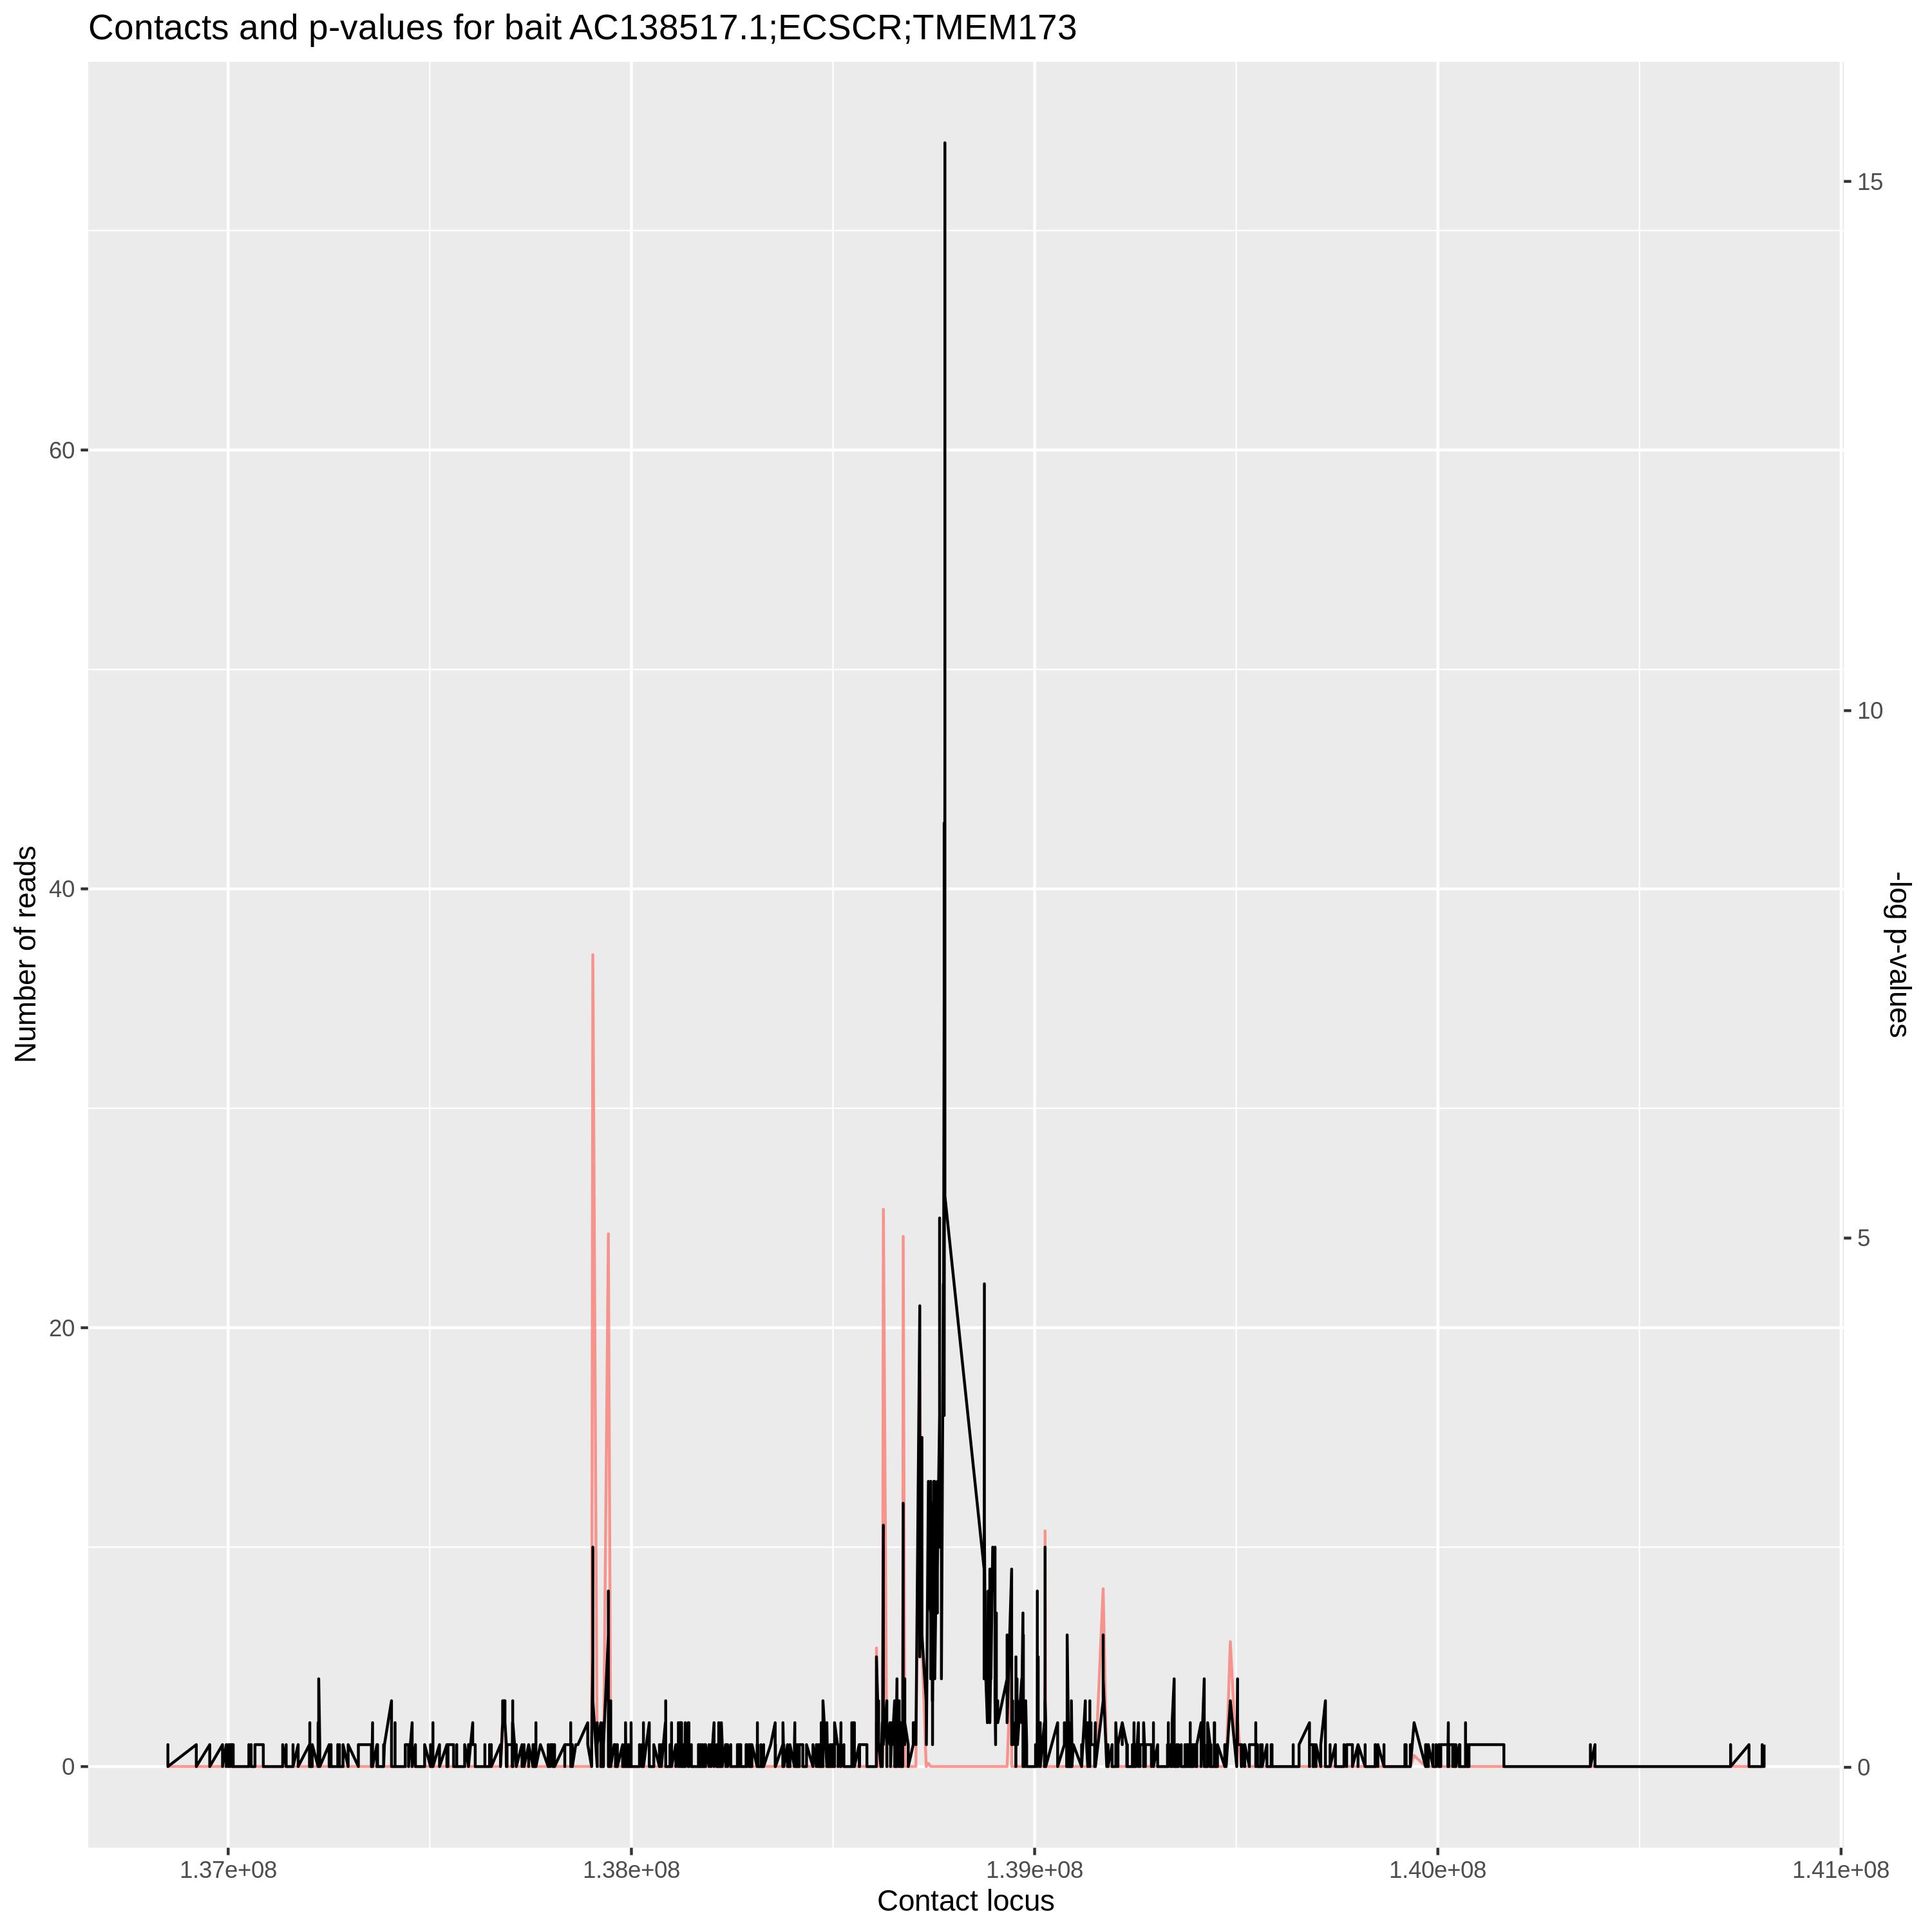 Contacts and p-values for bait AC138517.1;ECSCR;TMEM173
Number of reads
60
40
20
0
15
10
5
0
-log p-values
1.37e+08 1.38e+08 1.39e+08 1.40e+08 1.41e+08
Contact locus